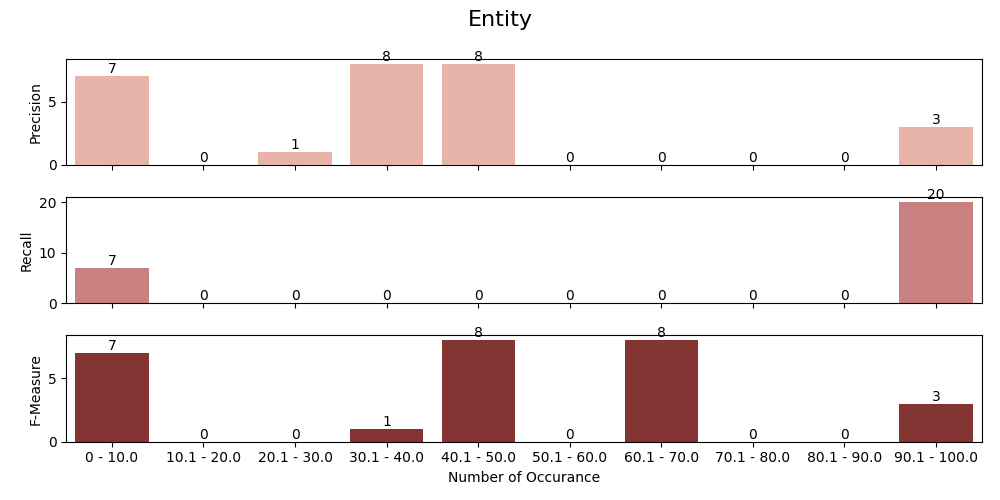 Entity
Precision
5
0
7 0 1 8 8 0 0 0 0 3
Recall
20
10
0
7 0 0 0 0 0 0 0 0 20
F-Measure
5
0
7 0 0 1 8 0 8 0 0 3
0 - 10.0 10.1 - 20.0 20.1 - 30.0 30.1 - 40.0 40.1 - 50.0 50.1 - 60.0 60.1 - 70.0 70.1 - 80.0 80.1 - 90.0 90.1 - 100.0
Number of Occurance